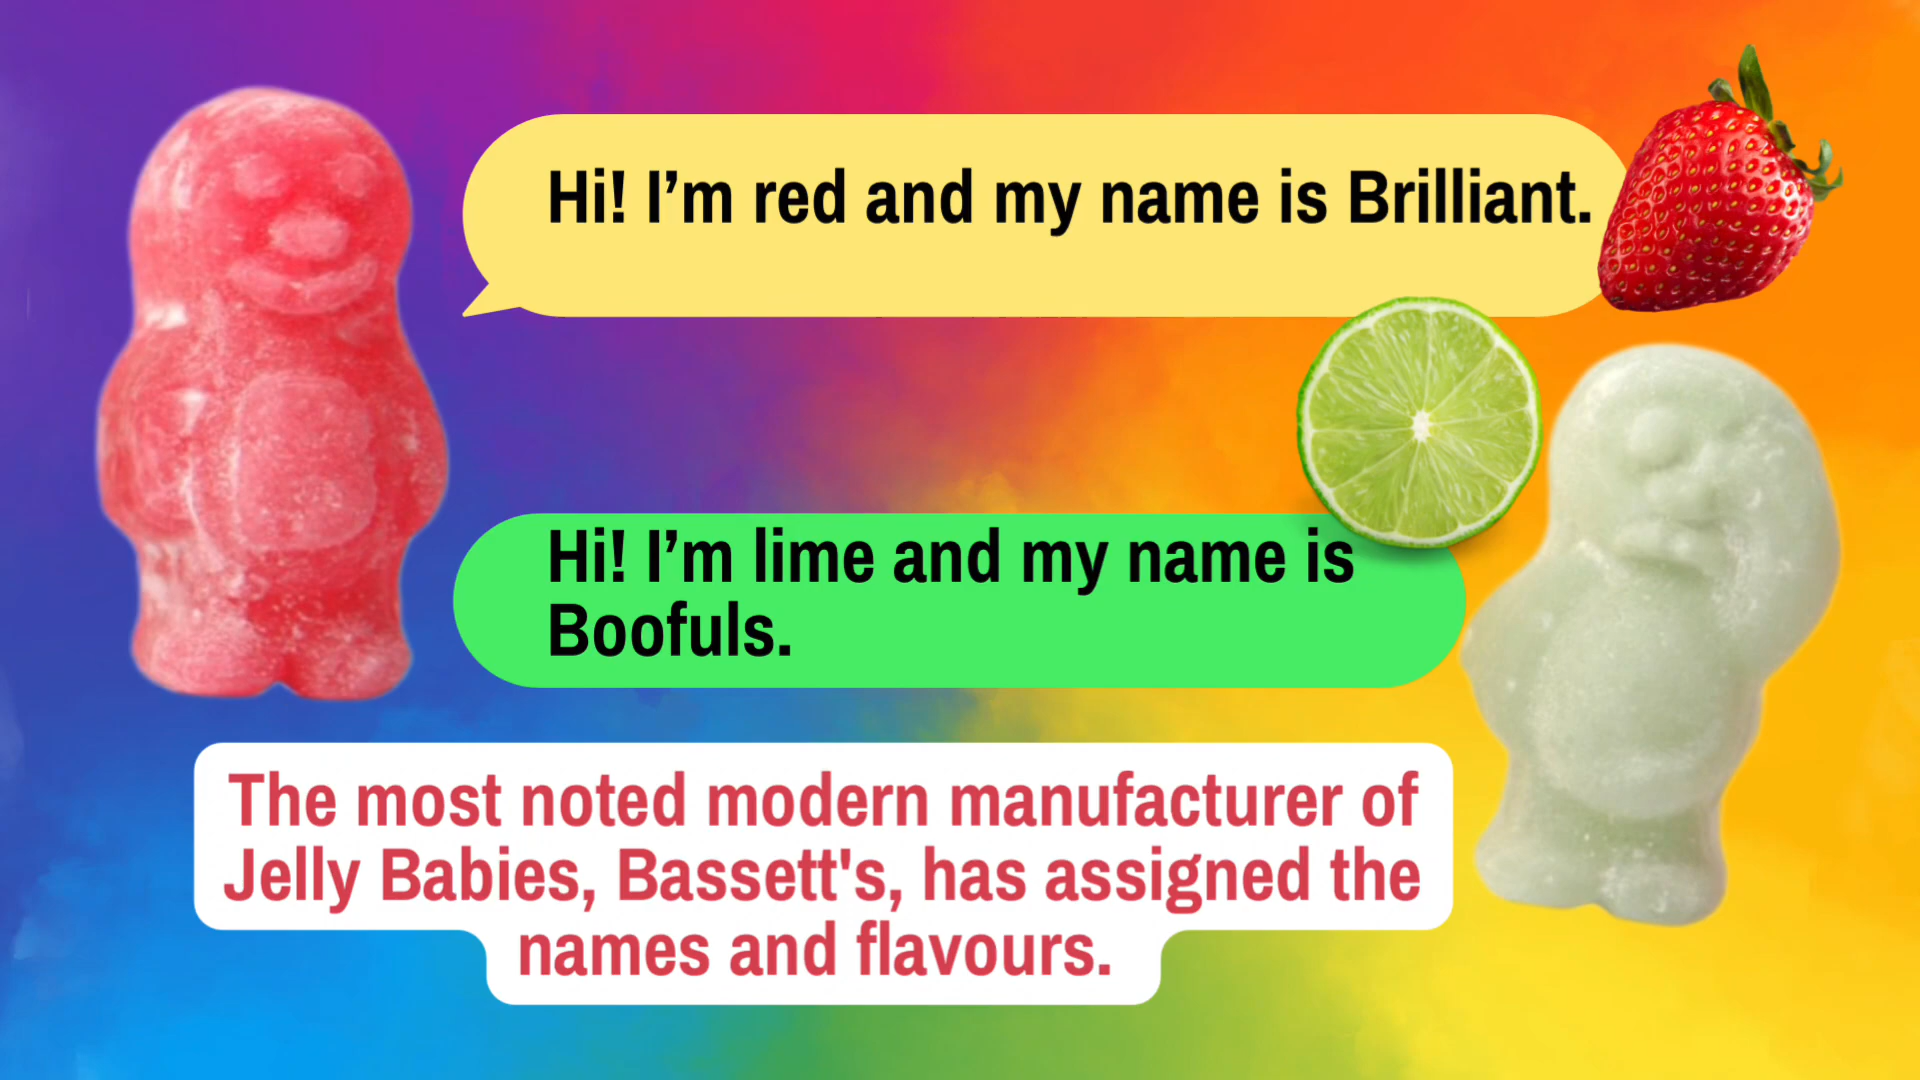 Hi! I’m red and my name is Brilliant.
Hi! I’m lime and my name is
Boofuls.
The most noted modern manufacturer of
Jelly Babies, Bassett's, has assigned the
names and flavours.